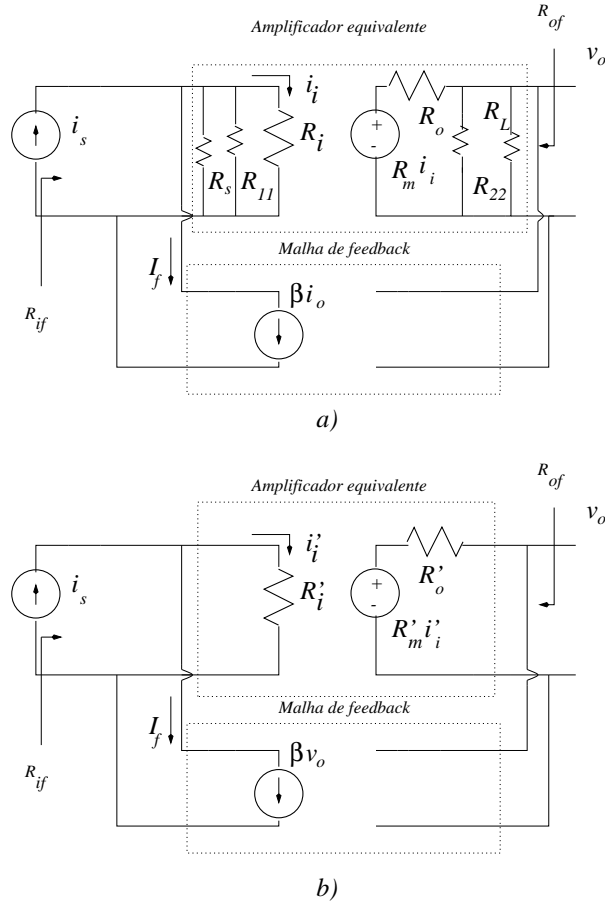 Amplificador equivalente
R_of
v_o
i_s
i_i
R_i
R_s
R_11
+
-
R_m i_i
R_o
R_22
R_L
Malha de feedback
R_if
I_f
βi_o
a)
Amplificador equivalente
R_of
v_o
i_s
i'_i
R'_i
+
-
R'_m i'_i
R'_o
Malha de feedback
R_if
I_f
βv_o
b)